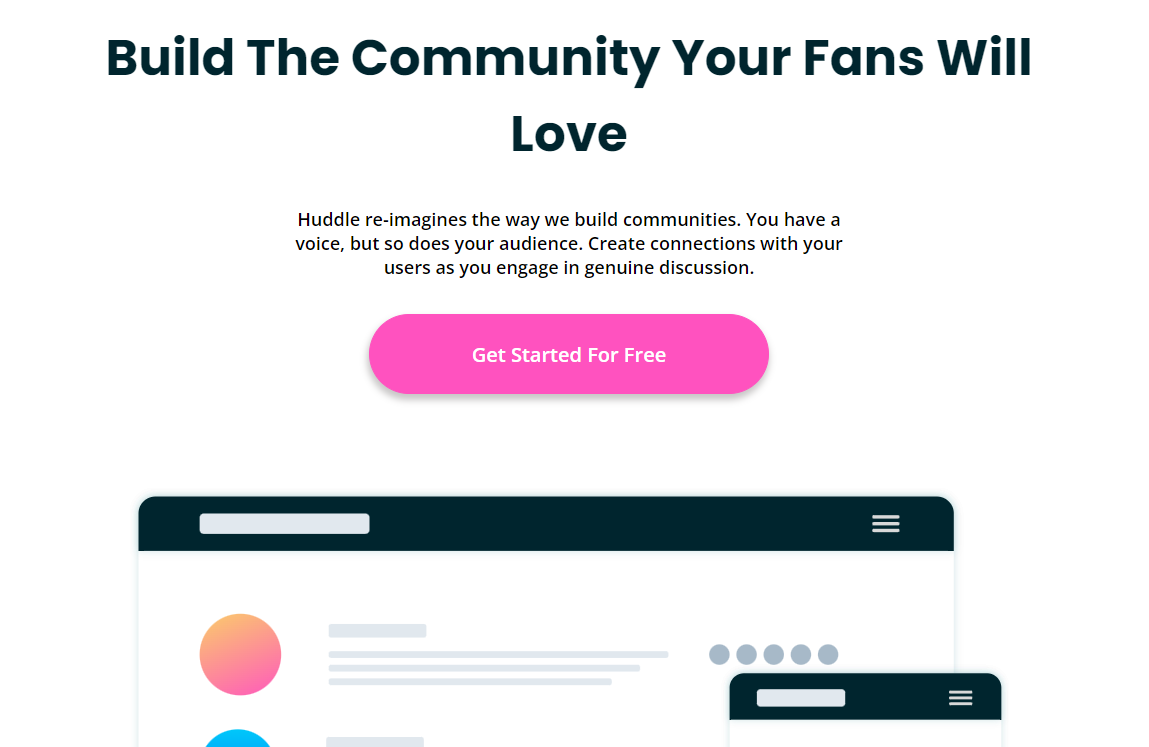 Build The Community Your Fans Will
Love
Huddle re-imagines the way we build communities. You have a
voice, but so does your audience. Create connections with your
users as you engage in genuine discussion.
Get Started For Free